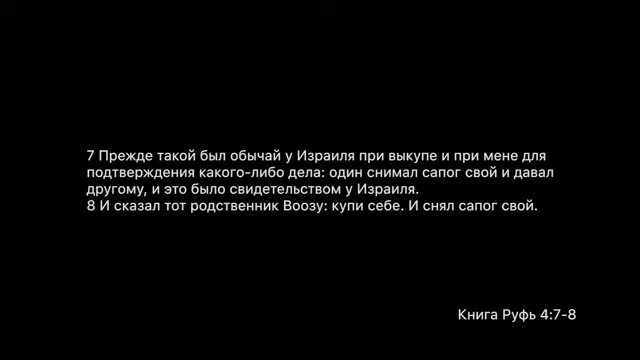 7 Прежде такой был обычай у Израиля при выкупе и при мене для
подтверждения какого-либо дела: один снимал сапог свой и давал
другому, и это было свидетельством у Израиля.
8 И сказал тот родственник Воозу: купи себе. И снял сапог свой.
Книга Руфь 4:7-8